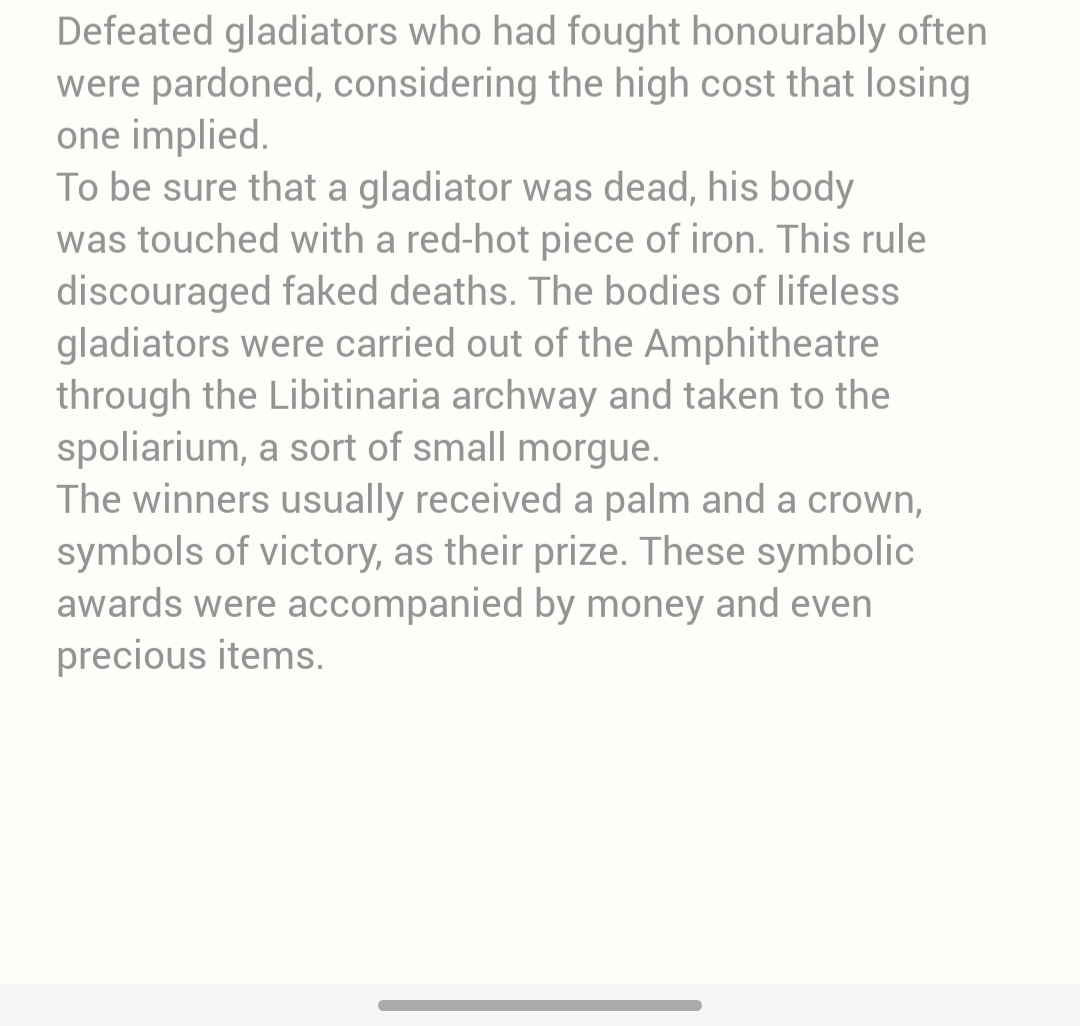 Defeated gladiators who had fought honourably often
were pardoned, considering the high cost that losing
one implied.
To be sure that a gladiator was dead, his body
was touched with a red-hot piece of iron. This rule
discouraged faked deaths. The bodies of lifeless
gladiators were carried out of the Amphitheatre
through the Libitinaria archway and taken to the
spoliarium, a sort of small morgue.
The winners usually received a palm and a crown,
symbols of victory, as their prize. These symbolic
awards were accompanied by money and even
precious items.